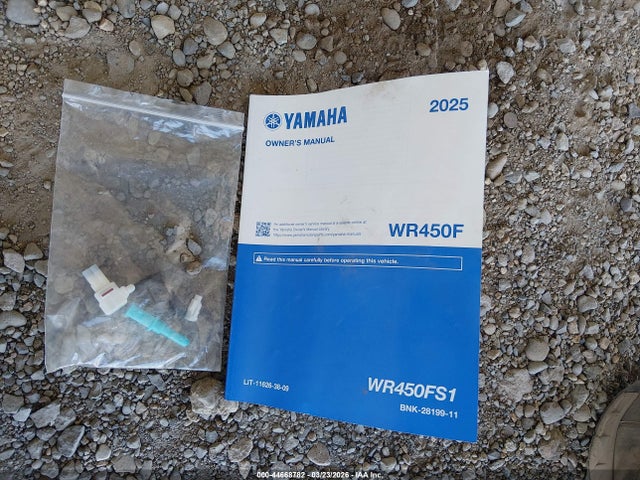 YAMAHA
2025
OWNER'S MANUAL
WR450F
Read this manual carefully before operating this vehicle.
LIT-11626-38-09
WR450FS1
BNK-28199-11
000-44668782 - 03/23/2026 - IAA Inc.